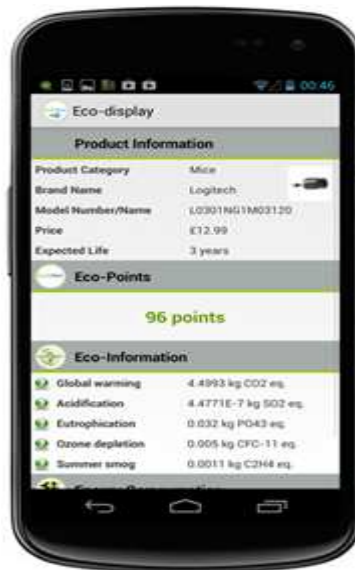 00:46
Eco-display
Product Information
Product Category Mice
Brand Name Logitech
Model Number/Name L0301NG1M03120
Price £12.99
Expected Life 3 years
Eco-Points
96 points
Eco-Information
Global warming 4.4993 kg CO2 eq.
Acidification 4.4771E-7 kg SO2 eq.
Eutrophication 0.032 kg PO43 eq.
Ozone depletion 0.005 kg CFC-11 eq.
Summer smog 0.0011 kg C2H4 eq.